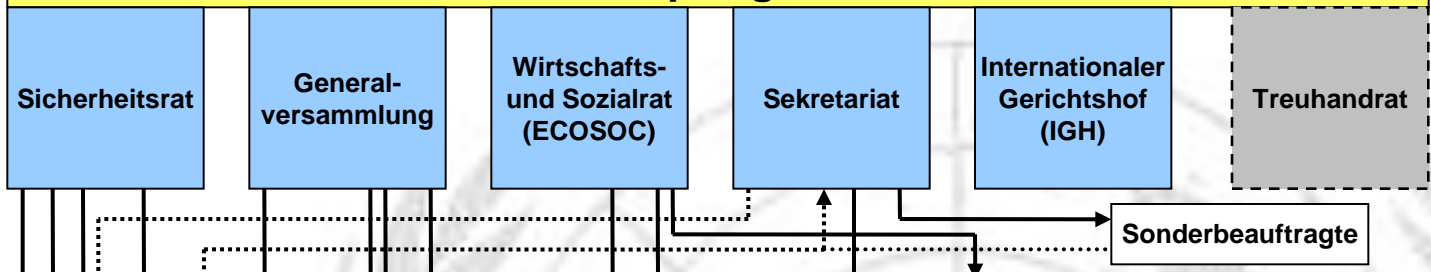 Sicherheitsrat
General-
versammlung
Wirtschafts-
und Sozialrat
(ECOSOC)
Sekretariat
Internationaler
Gerichtshof
(IGH)
Treuhandrat
Sonderbeauftragte